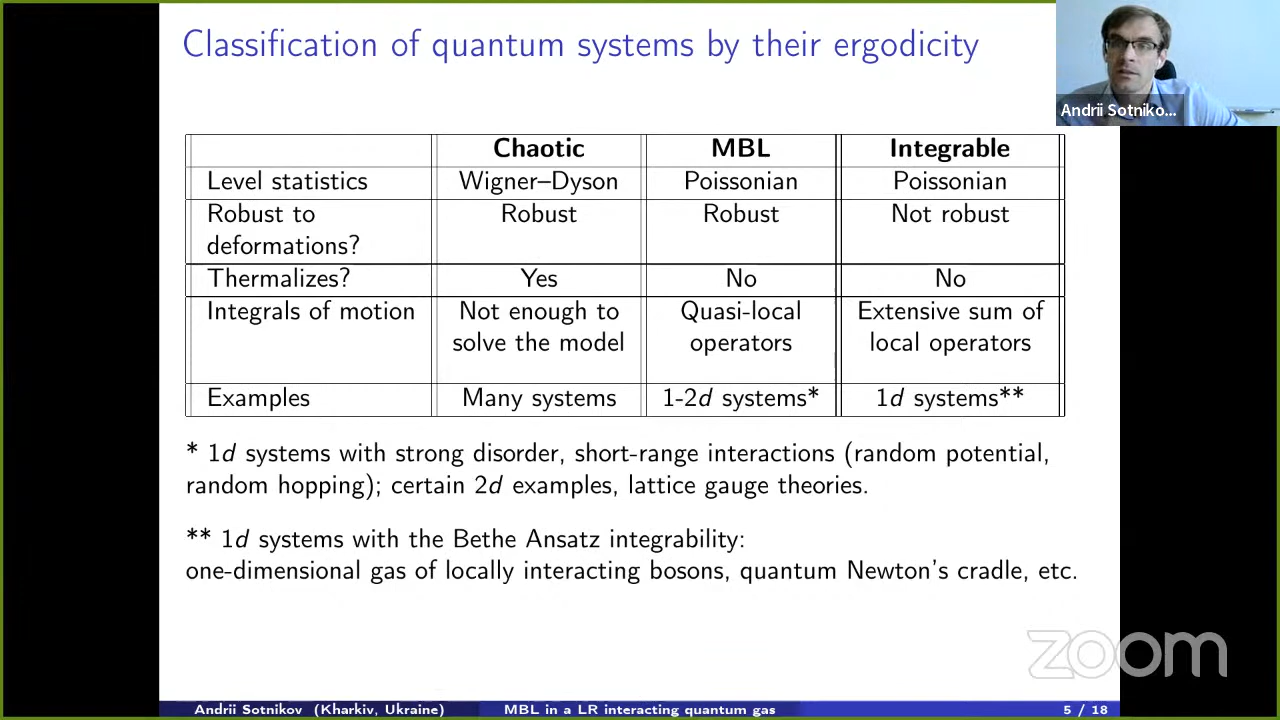 Classification of quantum systems by their ergodicity
Andrii Sotniko...
Chaotic MBL Integrable
Level statistics Wigner–Dyson Poissonian Poissonian
Robust to Robust Robust Not robust
deformations?
Thermalizes? Yes No No
Integrals of motion Not enough to Quasi-local Extensive sum of
solve the model operators local operators
Examples Many systems 1-2d systems* 1d systems**
* 1d systems with strong disorder, short-range interactions (random potential,
random hopping); certain 2d examples, lattice gauge theories.
** 1d systems with the Bethe Ansatz integrability:
one-dimensional gas of locally interacting bosons, quantum Newton's cradle, etc.
zoom
Andrii Sotnikov (Kharkiv, Ukraine) MBL in a LR interacting quantum gas 5 / 18